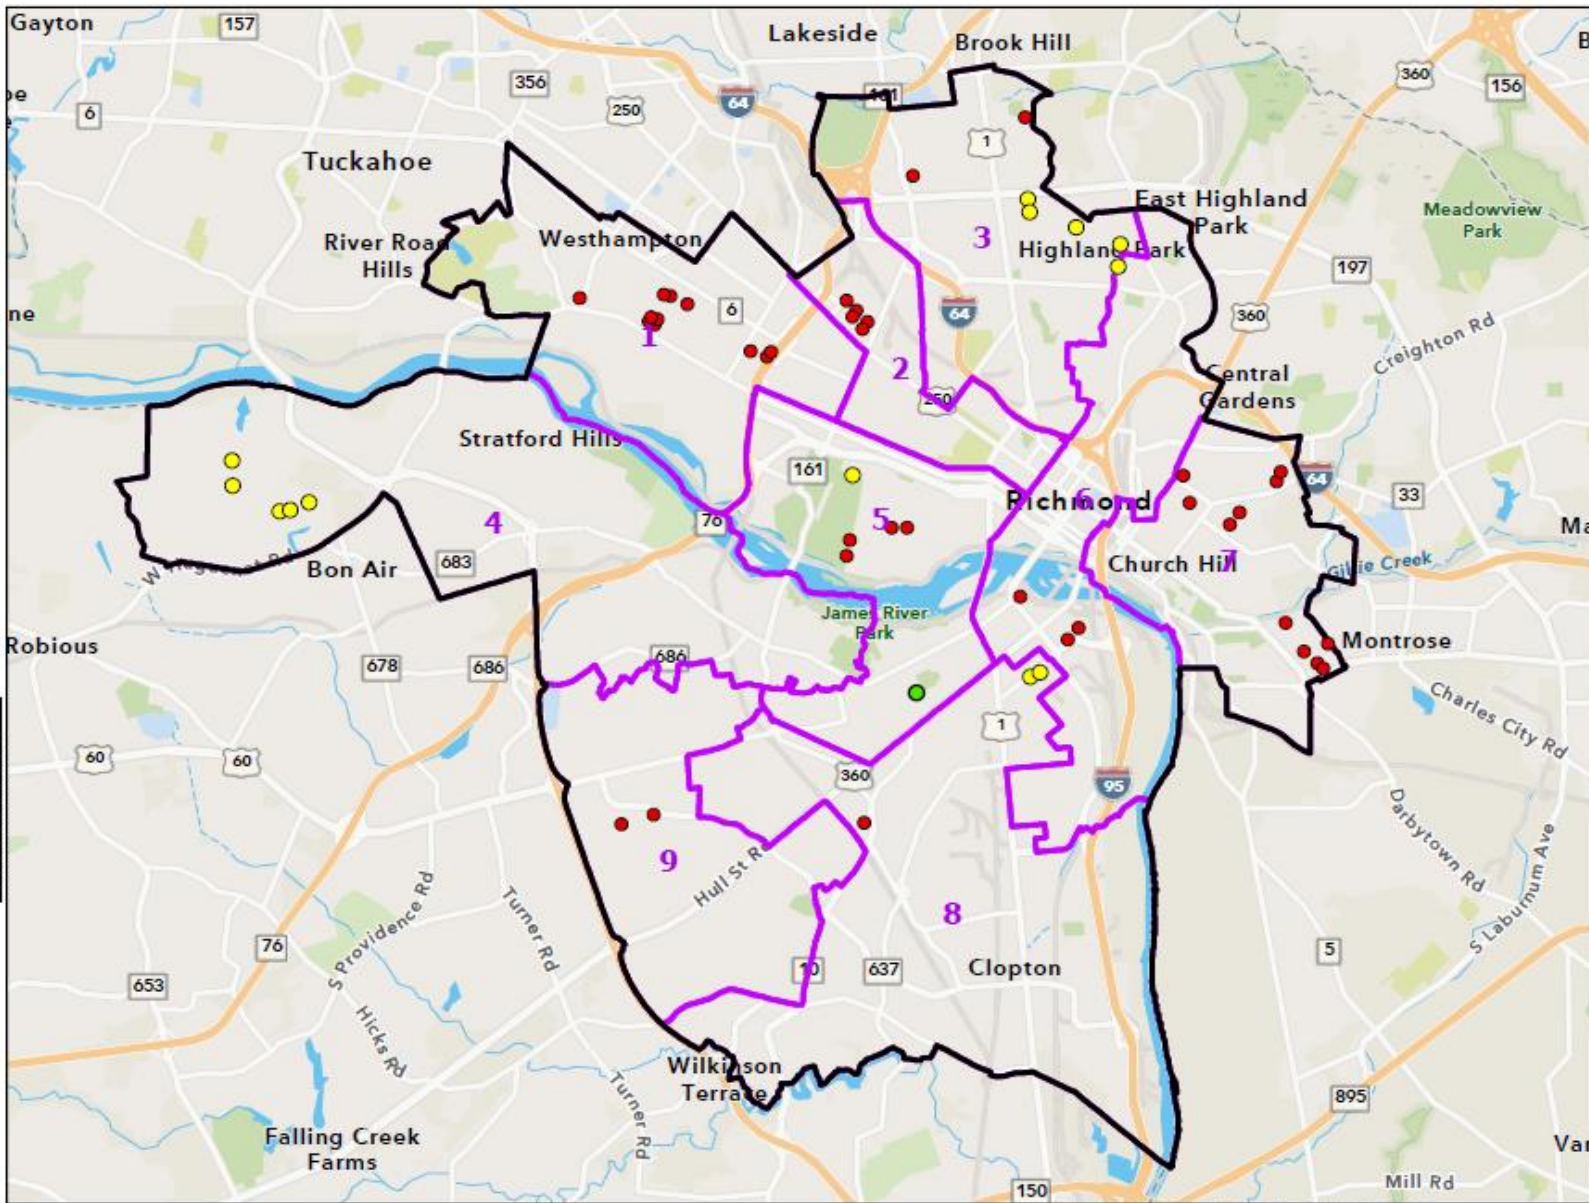 Gayton
157
Lakeside
Brook Hill
356
250
64
161
360
156
6
1
Tuckahoe
East Highland
Park
Meadowview
Park
River Road
Hills
Westhampton
3
Highland Park
197
6
64
360
1
2
Creighton Rd
Central
Gardens
250
Stratford Hills
161
Richmond
6
64
33
4
76
5
683
Bon Air
Church Hill
7
Gillie Creek
James River
Park
Robious
678
686
686
Montrose
Charles City Rd
60
60
1
360
95
Darbytown Rd
9
Hull St Rd
S Providence Rd
Turner Rd
8
S Laburnum Ave
76
653
10
637
Clopton
5
Hicks Rd
Wilkinson
Terrace
Turner Rd
895
Falling Creek
Farms
150
Mill Rd